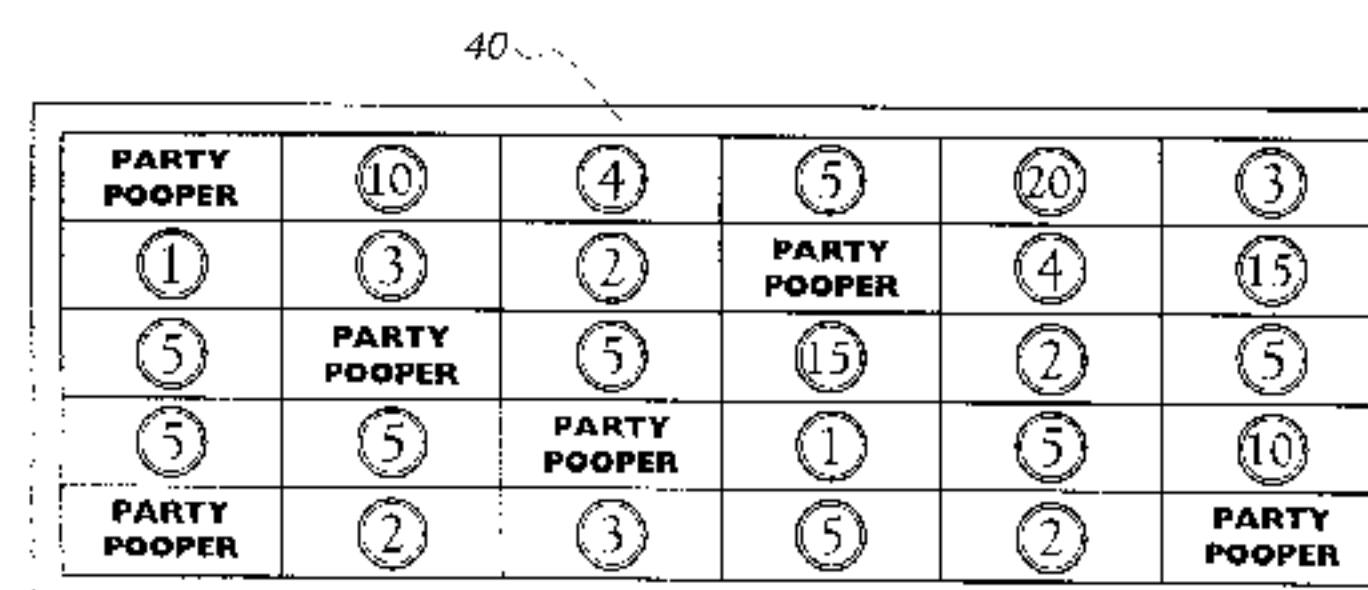 40
PARTY POOPER 10 4 5 20 3
1 3 2 PARTY POOPER 4 15
5 PARTY POOPER 5 15 2 5
5 5 PARTY POOPER 1 5 10
PARTY POOPER 2 3 5 2 PARTY POOPER